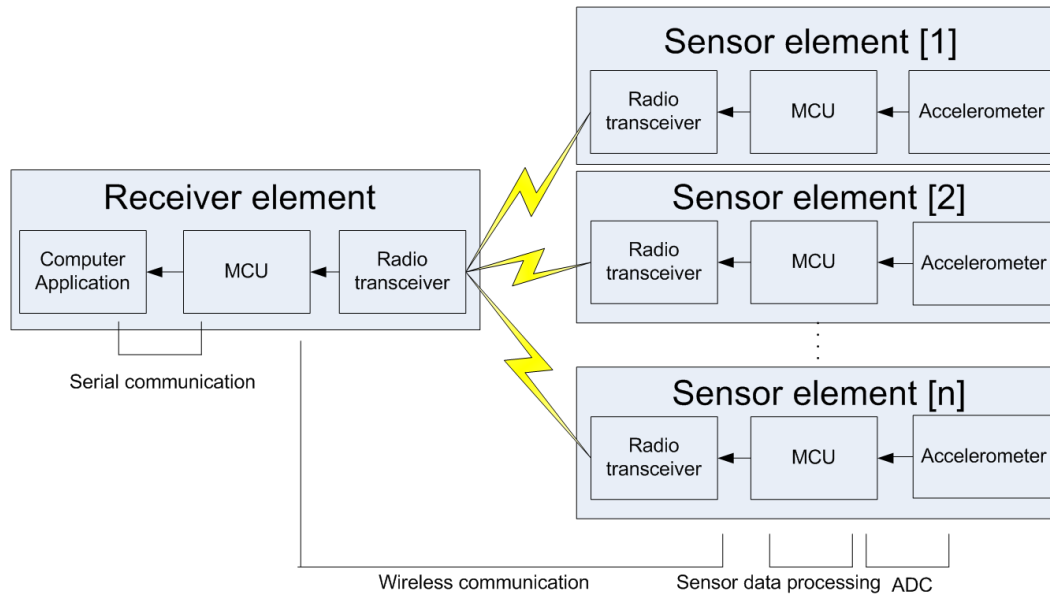 Sensor element [1]
Radio
transceiver
MCU
Accelerometer
Receiver element
Computer
Application
MCU
Radio
transceiver
Sensor element [2]
Radio
transceiver
MCU
Accelerometer
Serial communication
Sensor element [n]
Radio
transceiver
MCU
Accelerometer
Wireless communication
Sensor data processing
ADC